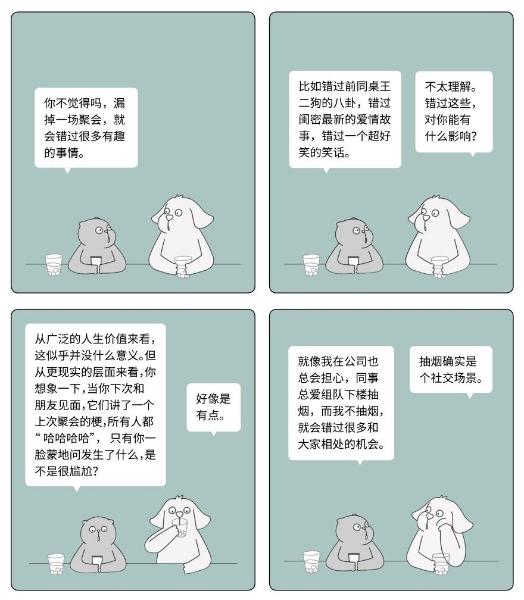 你不觉得吗，漏
掉一场聚会，就
会错过很多有趣
的事情。
比如错过前同桌王
二狗的八卦，错过
闺密最新的爱情故
事，错过一个超好
笑的笑话。
不太理解。
错过这些，
对你能有
什么影响？
从广泛的人生价值来看，
这似乎并没什么意义。但
从更现实的层面来看，你
想象一下，当你下次和
朋友见面，它们讲了一个
上次聚会的梗，所有人都
“哈哈哈哈”，只有你一
脸蒙地问发生了什么，是
不是很尴尬？
好像是
有点。
就像我在公司也
总会担心，同事
总爱组队下楼抽
烟，而我不抽烟，
就会错过很多和
大家相处的机会。
抽烟确实是
个社交场景。